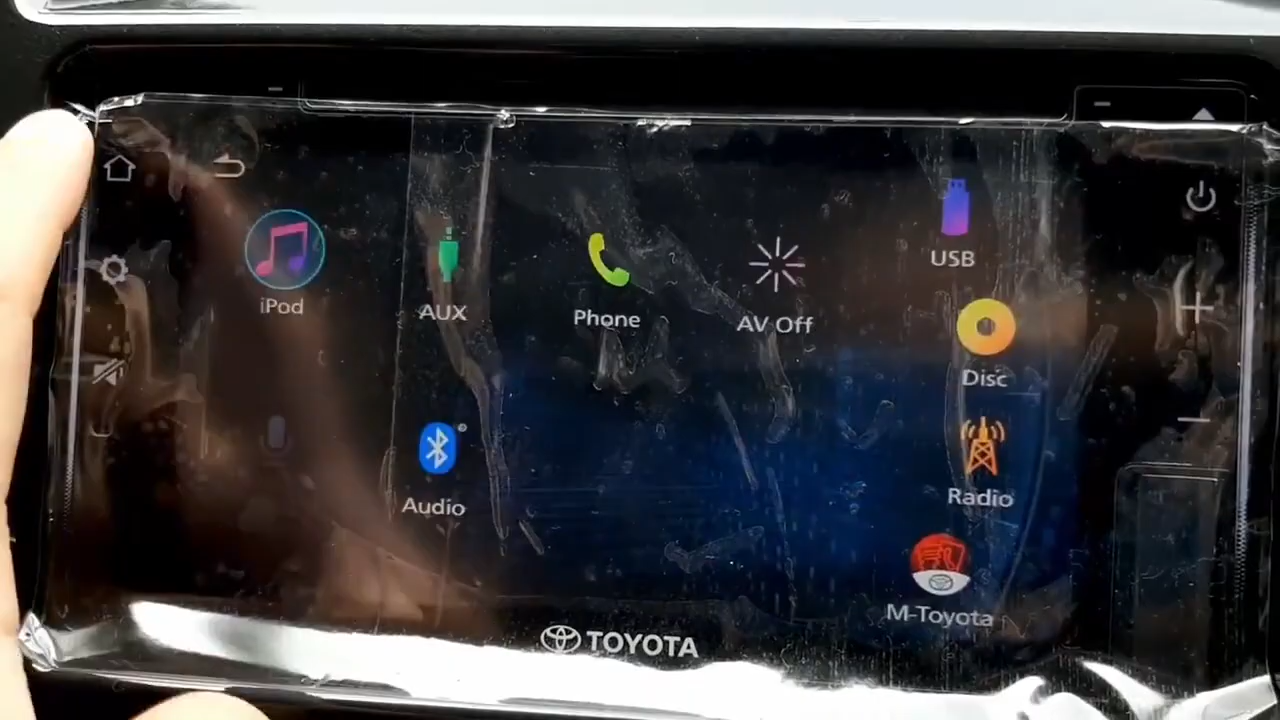 USB
iPod
AUX
Phone
AV Off
Disc
Audio
Radio
M-Toyota
TOYOTA